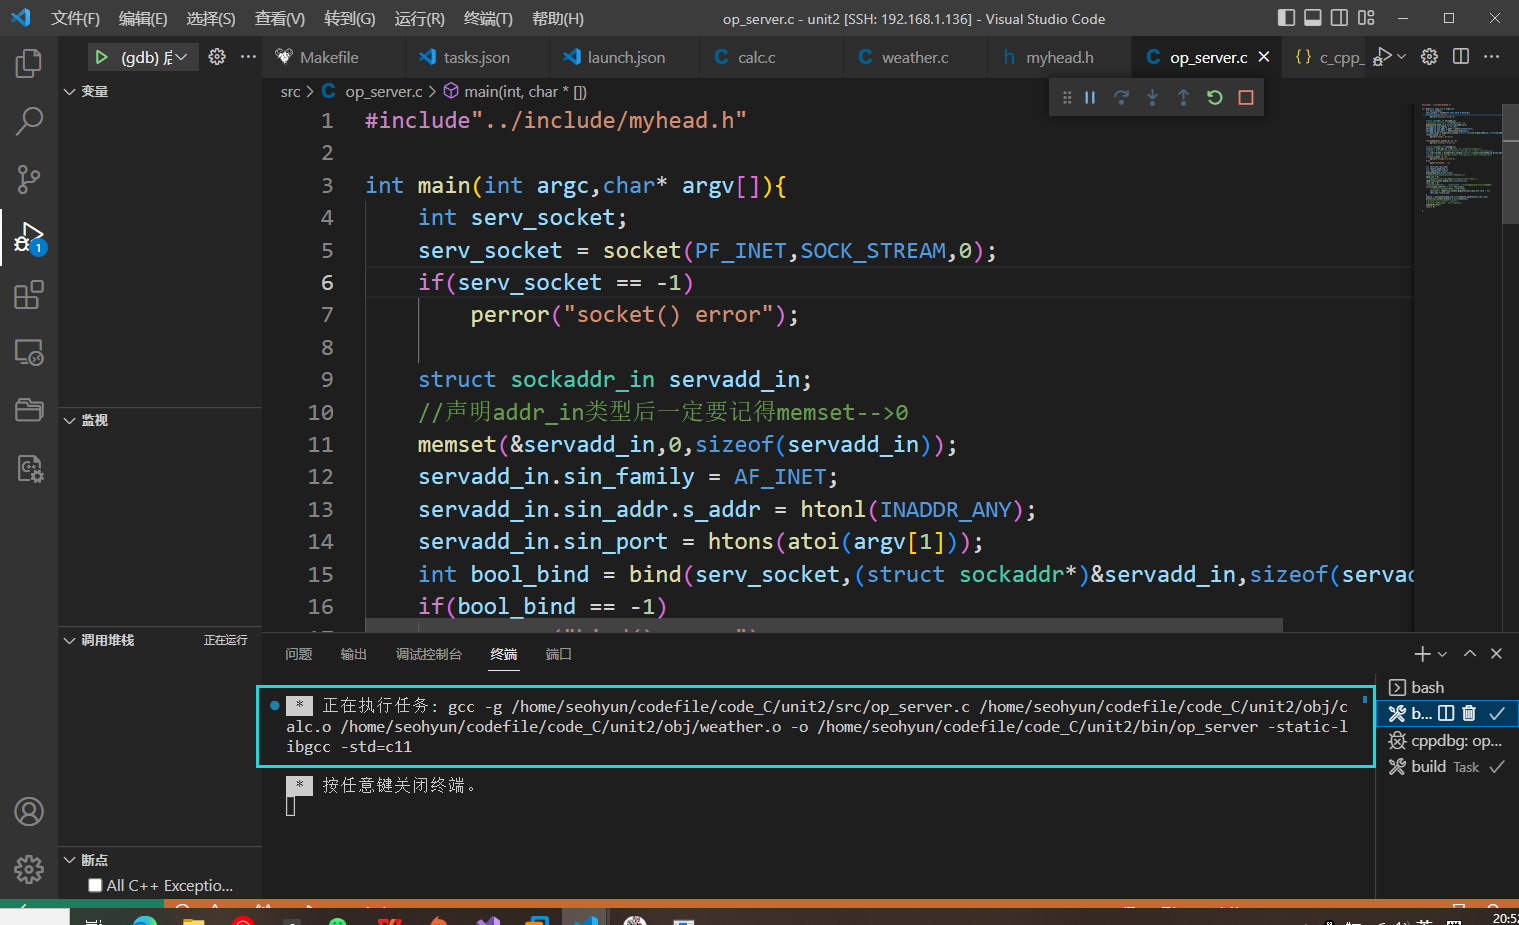 文件(F) 编辑(E) 选择(S) 查看(V) 转到(G) 运行(R) 终端(T) 帮助(H) op_server.c - unit2 [SSH: 192.168.1.136] - Visual Studio Code
(gdb) 启 Makefile tasks.json launch.json calc.c weather.c myhead.h op_server.c c_cpp_
变量
src > C op_server.c > main(int, char * [])
1 #include"../include/myhead.h"
2
3 int main(int argc,char* argv[]){
4 int serv_socket;
5 serv_socket = socket(PF_INET,SOCK_STREAM,0);
6 if(serv_socket == -1)
7 perror("socket() error");
8
9 struct sockaddr_in servadd_in;
10 //声明addr_in类型后一定要记得memset-->0
11 memset(&servadd_in,0,sizeof(servadd_in));
12 servadd_in.sin_family = AF_INET;
13 servadd_in.sin_addr.s_addr = htonl(INADDR_ANY);
14 servadd_in.sin_port = htons(atoi(argv[1]));
15 int bool_bind = bind(serv_socket,(struct sockaddr*)&servadd_in,sizeof(servad
16 if(bool_bind == -1)
监视
调用堆栈 正在运行
断点
All C++ Exceptio...
1
问题 输出 调试控制台 终端 端口
* 正在执行任务: gcc -g /home/seohyun/codefile/code_C/unit2/src/op_server.c /home/seohyun/codefile/code_C/unit2/obj/c
alc.o /home/seohyun/codefile/code_C/unit2/obj/weather.o -o /home/seohyun/codefile/code_C/unit2/bin/op_server -static-l
ibgcc -std=c11
* 按任意键关闭终端。
bash
b...
cppdbg: op...
build Task
20:52